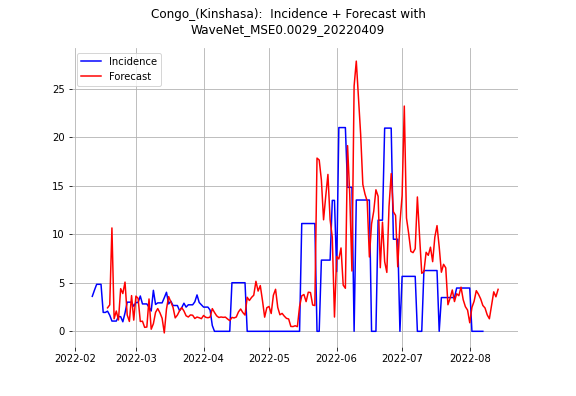 Congo_(Kinshasa):  Incidence + Forecast with
WaveNet_MSE0.0029_20220409
Incidence
Forecast
25
20
15
10
5
0
2022-02 2022-03 2022-04 2022-05 2022-06 2022-07 2022-08